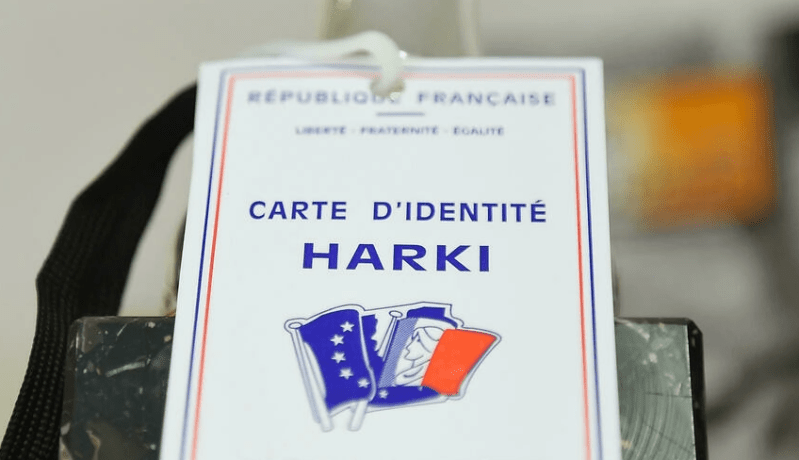 RÉPUBLIQUE FRANÇAISE
LIBERTÉ - FRATERNITÉ - ÉGALITÉ
CARTE D'IDENTITÉ
HARKI